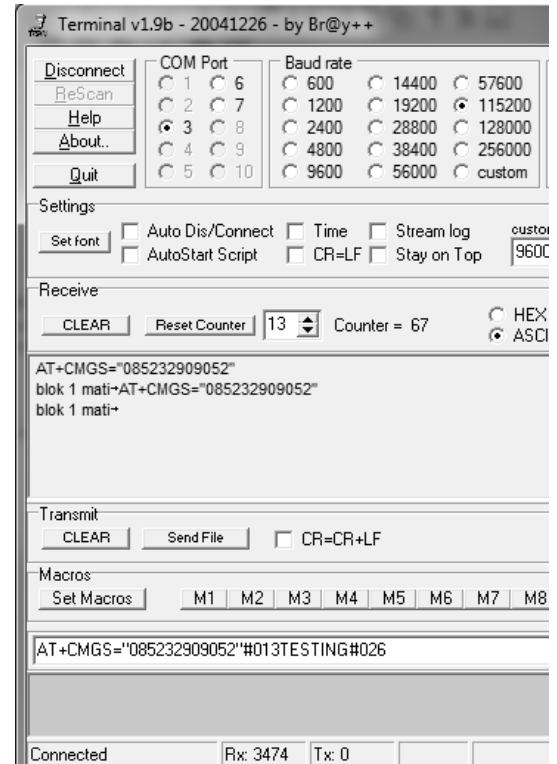 Terminal v1.9b - 20041226 - by Br@y++
Disconnect
ReScan
Help
About..
Quit
COM Port
1 6
2 7
3 8
4 9
5 10
Baud rate
600 14400 57600
1200 19200 115200
2400 28800 128000
4800 38400 256000
9600 56000 custom
Settings
Set font
Auto Dis/Connect Time Stream log
AutoStart Script CR=LF Stay on Top
custom
9600
Receive
CLEAR Reset Counter 13 Counter = 67
HEX
ASCI
AT+CMGS="085232909052"
blok 1 mati→AT+CMGS="085232909052"
blok 1 mati→
Transmit
CLEAR Send File CR=CR+LF
Macros
Set Macros M1 M2 M3 M4 M5 M6 M7 M8
AT+CMGS="085232909052"#013TESTING#026
Connected Rx: 3474 Tx: 0